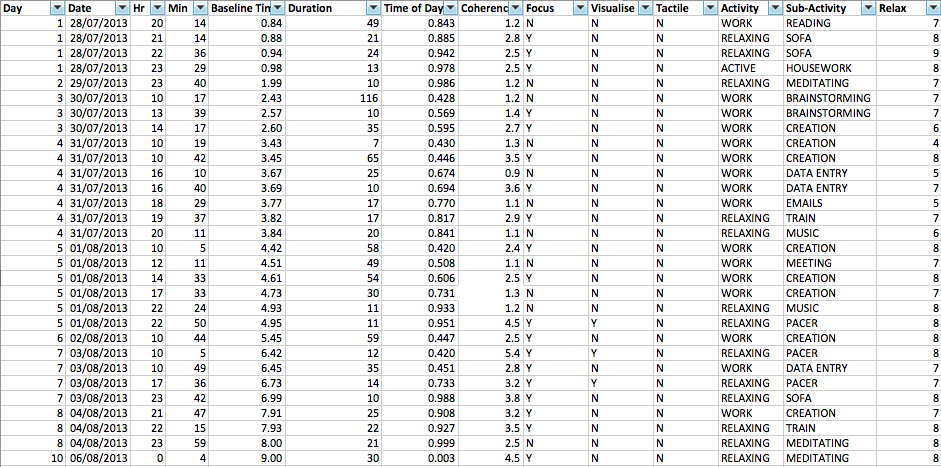 Day Date Hr Min Baseline Tim Duration Time of Day Coherenc Focus Visualise Tactile Activity Sub-Activity Relax
1 28/07/2013 20 14 0.84 49 0.843 1.2 N N N WORK READING 7
1 28/07/2013 21 14 0.88 21 0.885 2.8 Y N N RELAXING SOFA 8
1 28/07/2013 22 36 0.94 24 0.942 2.5 Y N N RELAXING SOFA 9
1 28/07/2013 23 29 0.98 13 0.978 2.5 Y N N ACTIVE HOUSEWORK 8
2 29/07/2013 23 40 1.99 10 0.986 1.2 N N N RELAXING MEDITATING 7
3 30/07/2013 10 17 2.43 116 0.428 1.2 N N N WORK BRAINSTORMING 7
3 30/07/2013 13 39 2.57 10 0.569 1.4 Y N N WORK BRAINSTORMING 7
3 30/07/2013 14 17 2.60 35 0.595 2.7 Y N N WORK CREATION 6
4 31/07/2013 10 19 3.43 7 0.430 1.3 N N N WORK CREATION 4
4 31/07/2013 10 42 3.45 65 0.446 3.5 Y N N WORK CREATION 8
4 31/07/2013 16 10 3.67 25 0.674 0.9 N N N WORK DATA ENTRY 5
4 31/07/2013 16 40 3.69 10 0.694 3.6 Y N N WORK DATA ENTRY 7
4 31/07/2013 18 29 3.77 17 0.770 1.1 N N N WORK EMAILS 5
4 31/07/2013 19 37 3.82 17 0.817 2.9 Y N N RELAXING TRAIN 7
4 31/07/2013 20 11 3.84 20 0.841 1.1 N N N RELAXING MUSIC 6
5 01/08/2013 10 5 4.42 58 0.420 2.4 Y N N WORK CREATION 8
5 01/08/2013 12 11 4.51 49 0.508 1.1 N N N WORK MEETING 7
5 01/08/2013 14 33 4.61 54 0.606 2.5 Y N N WORK CREATION 8
5 01/08/2013 17 33 4.73 30 0.731 1.3 N N N WORK CREATION 7
5 01/08/2013 22 24 4.93 11 0.933 1.2 N N N RELAXING MUSIC 8
5 01/08/2013 22 50 4.95 11 0.951 4.5 Y Y N RELAXING PACER 8
6 02/08/2013 10 44 5.45 59 0.447 2.5 Y N N WORK CREATION 8
7 03/08/2013 10 5 6.42 12 0.420 5.4 Y Y N RELAXING PACER 8
7 03/08/2013 10 49 6.45 35 0.451 2.8 Y N N WORK DATA ENTRY 7
7 03/08/2013 17 36 6.73 14 0.733 3.2 Y Y N RELAXING PACER 7
7 03/08/2013 23 42 6.99 10 0.988 3.8 Y N N RELAXING SOFA 8
8 04/08/2013 21 47 7.91 25 0.908 3.2 Y N N WORK CREATION 7
8 04/08/2013 22 15 7.93 22 0.927 3.5 Y N N RELAXING TRAIN 8
8 04/08/2013 23 59 8.00 21 0.999 2.5 N N N RELAXING MEDITATING 8
10 06/08/2013 0 4 9.00 30 0.003 4.5 Y N N RELAXING MEDITATING 8